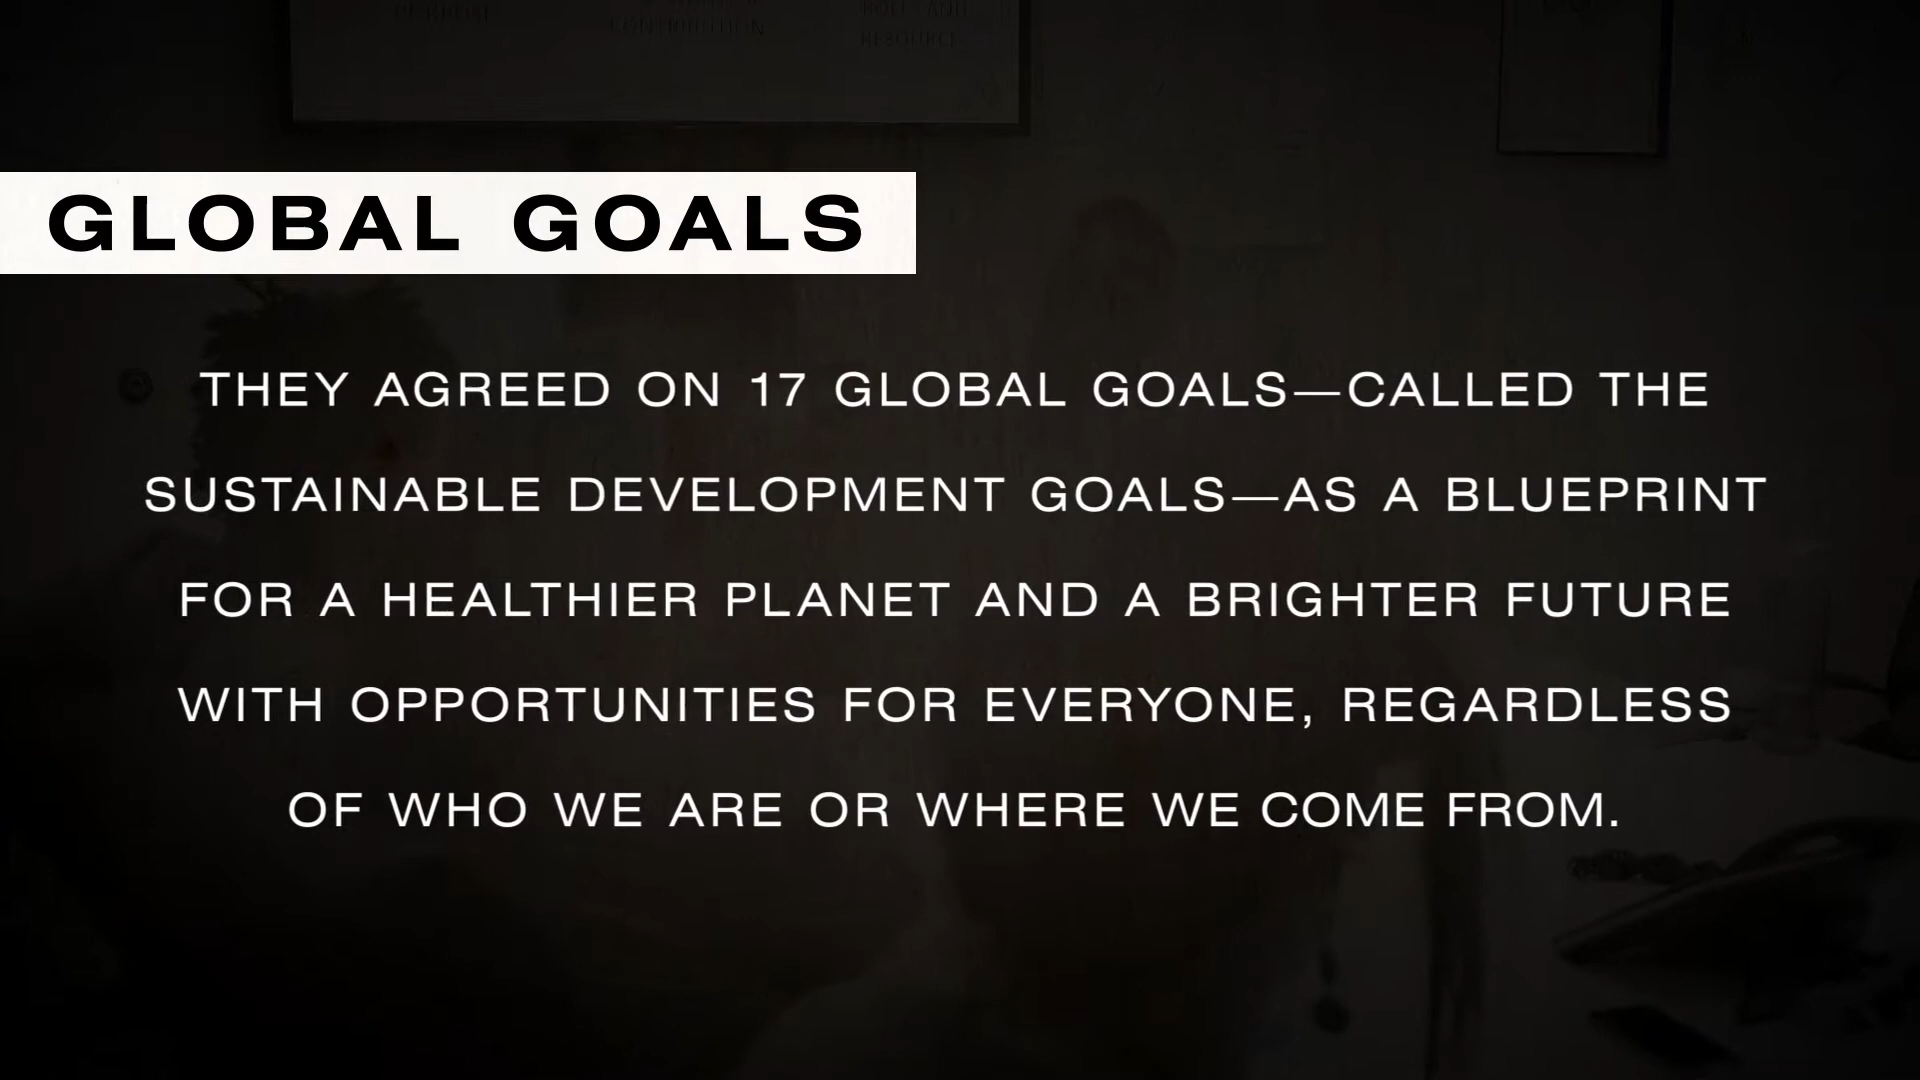 GLOBAL GOALS
THEY AGREED ON 17 GLOBAL GOALS—CALLED THE
SUSTAINABLE DEVELOPMENT GOALS—AS A BLUEPRINT
FOR A HEALTHIER PLANET AND A BRIGHTER FUTURE
WITH OPPORTUNITIES FOR EVERYONE, REGARDLESS
OF WHO WE ARE OR WHERE WE COME FROM.